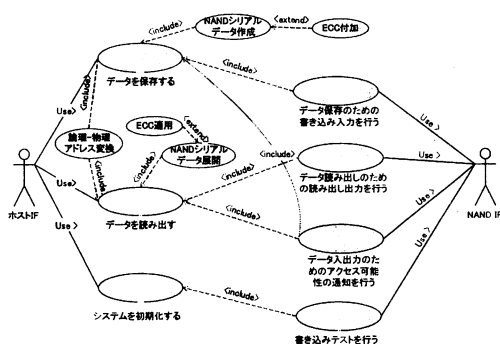 <include>
NANDシリアル
データ作成
<extend>
ECC付加
データを保存する
<include>
Use>
<include>
データ保存のための
書き込み入力を行う
Use>
ECC適用
<extend>
論理-物理
アドレス変換
<include>
NANDシリアル
データ展開
<include>
<include>
Use>
データ読み出しのため
の読み出し出力を行う
ホストIF
Use>
データを読み出す
<include>
Use>
NAND IF
Use>
データ入出力のた
めのアクセス可能
性の通知を行う
Use>
システムを初期化する
<include>
書き込みテストを行う